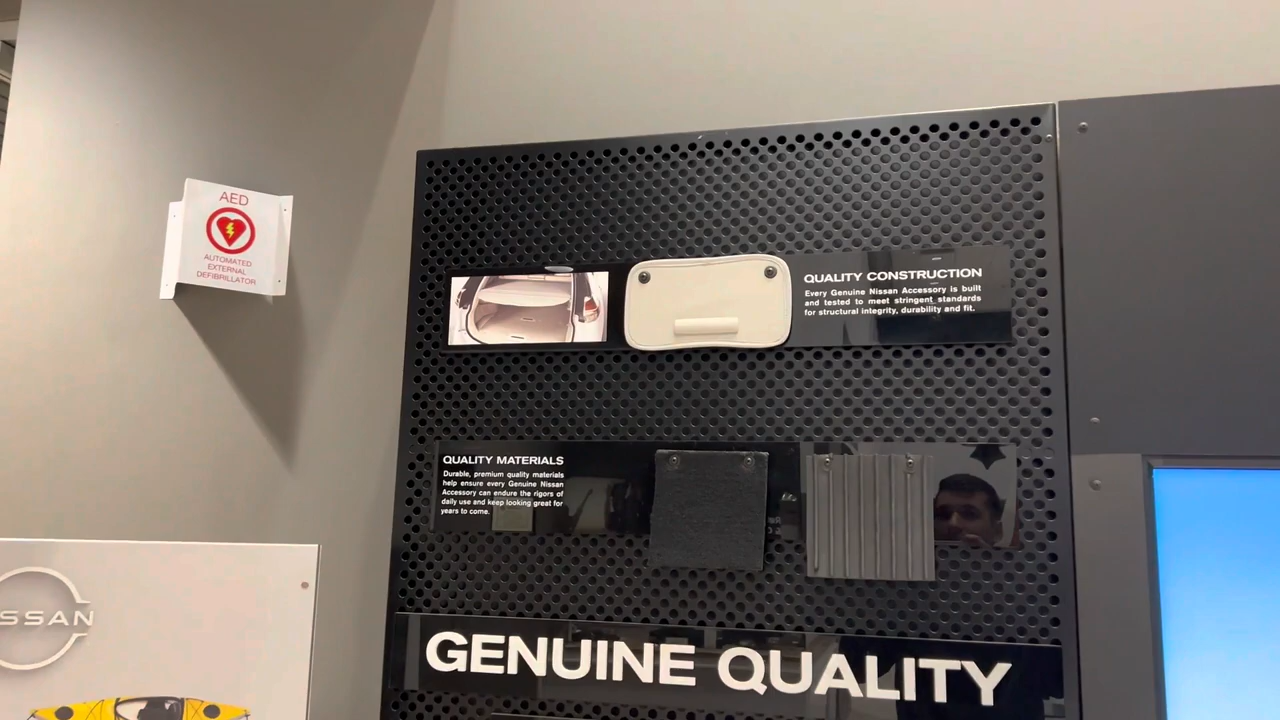 AED
AUTOMATED
EXTERNAL
DEFIBRILLATOR
QUALITY CONSTRUCTION
Every Genuine Nissan Accessory is built
and tested to meet stringent standards
for structural integrity, durability and fit.
QUALITY MATERIALS
Durable, premium quality materials
help ensure every Genuine Nissan
Accessory can endure the rigors of
daily use and keep looking great for
years to come.
ISSAN
GENUINE QUALITY